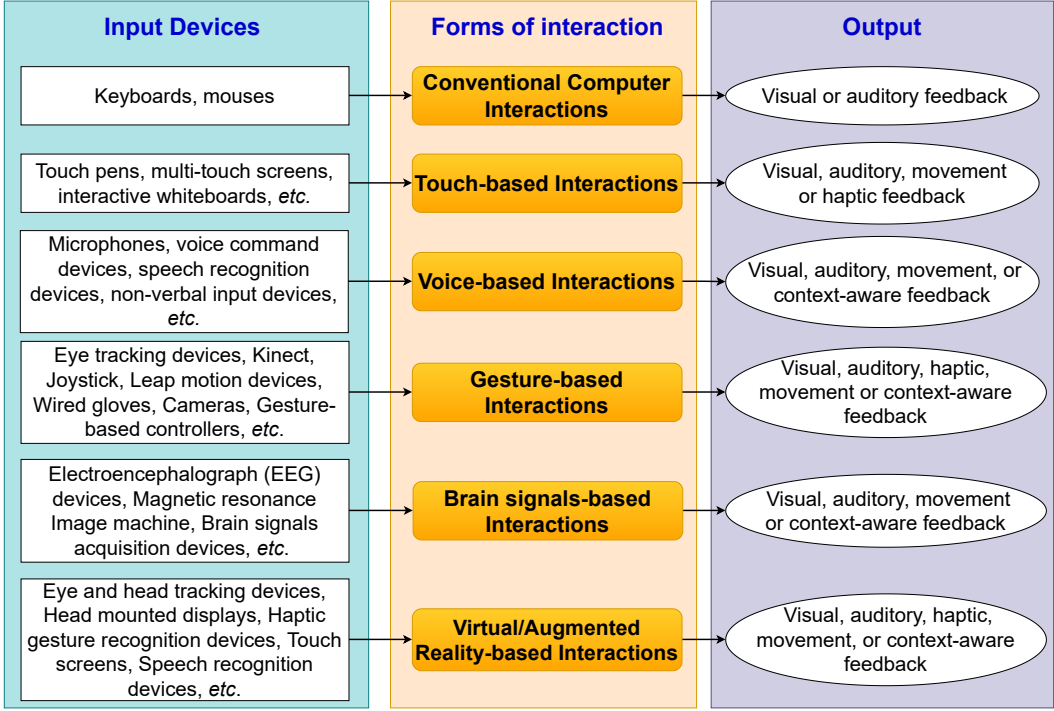 Input Devices
Forms of interaction
Output
Keyboards, mouses
Conventional Computer
Interactions
Visual or auditory feedback
Touch pens, multi-touch screens,
interactive whiteboards, etc.
Touch-based Interactions
Visual, auditory, movement
or haptic feedback
Microphones, voice command
devices, speech recognition
devices, non-verbal input devices,
etc.
Voice-based Interactions
Visual, auditory, movement, or
context-aware feedback
Eye tracking devices, Kinect,
Joystick, Leap motion devices,
Wired gloves, Cameras, Gesture-
based controllers, etc.
Gesture-based
Interactions
Visual, auditory, haptic,
movement or context-aware
feedback
Electroencephalograph (EEG)
devices, Magnetic resonance
Image machine, Brain signals
acquisition devices, etc.
Brain signals-based
Interactions
Visual, auditory, movement
or context-aware feedback
Eye and head tracking devices,
Head mounted displays, Haptic
gesture recognition devices, Touch
screens, Speech recognition
devices, etc.
Virtual/Augmented
Reality-based Interactions
Visual, auditory, haptic,
movement, or context-aware
feedback